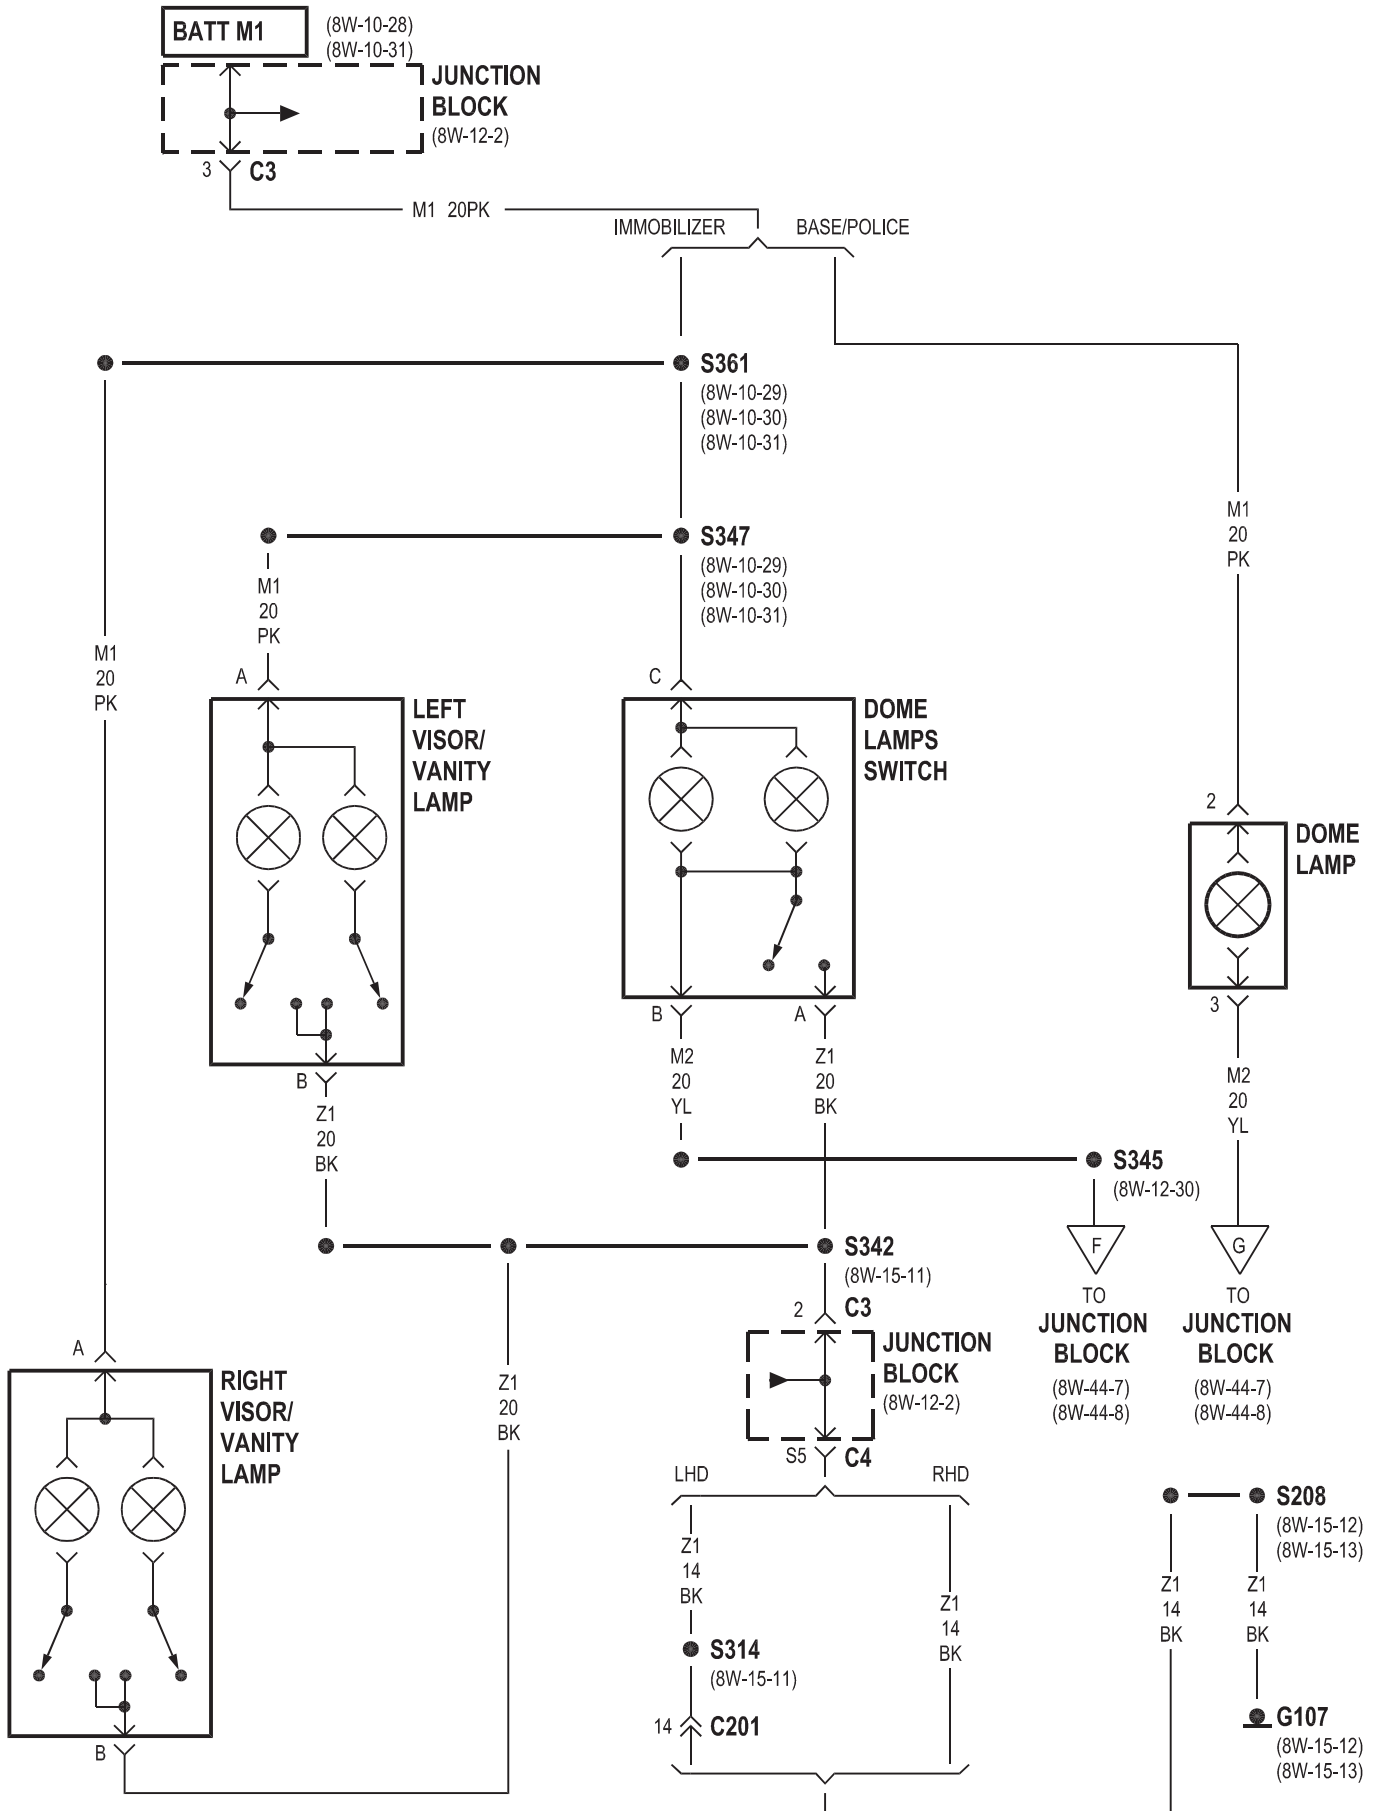 BATT M1
(8W-10-28)
(8W-10-31)
JUNCTION
BLOCK
(8W-12-2)
3
C3
M1 20PK
IMMOBILIZER
BASE/POLICE
S361
(8W-10-29)
(8W-10-30)
(8W-10-31)
S347
(8W-10-29)
(8W-10-30)
(8W-10-31)
M1
20
PK
M1
20
PK
M1
20
PK
A
LEFT
VISOR/
VANITY
LAMP
C
DOME
LAMPS
SWITCH
2
DOME
LAMP
B
A
3
M2
20
YL
Z1
20
BK
M2
20
YL
B
Z1
20
BK
S345
(8W-12-30)
F
G
TO
JUNCTION
BLOCK
(8W-44-7)
(8W-44-8)
TO
JUNCTION
BLOCK
(8W-44-7)
(8W-44-8)
S342
(8W-15-11)
2
C3
JUNCTION
BLOCK
(8W-12-2)
S5
C4
A
RIGHT
VISOR/
VANITY
LAMP
Z1
20
BK
LHD
RHD
Z1
14
BK
Z1
14
BK
S208
(8W-15-12)
(8W-15-13)
Z1
14
BK
Z1
14
BK
S314
(8W-15-11)
14
C201
G107
(8W-15-12)
(8W-15-13)
B